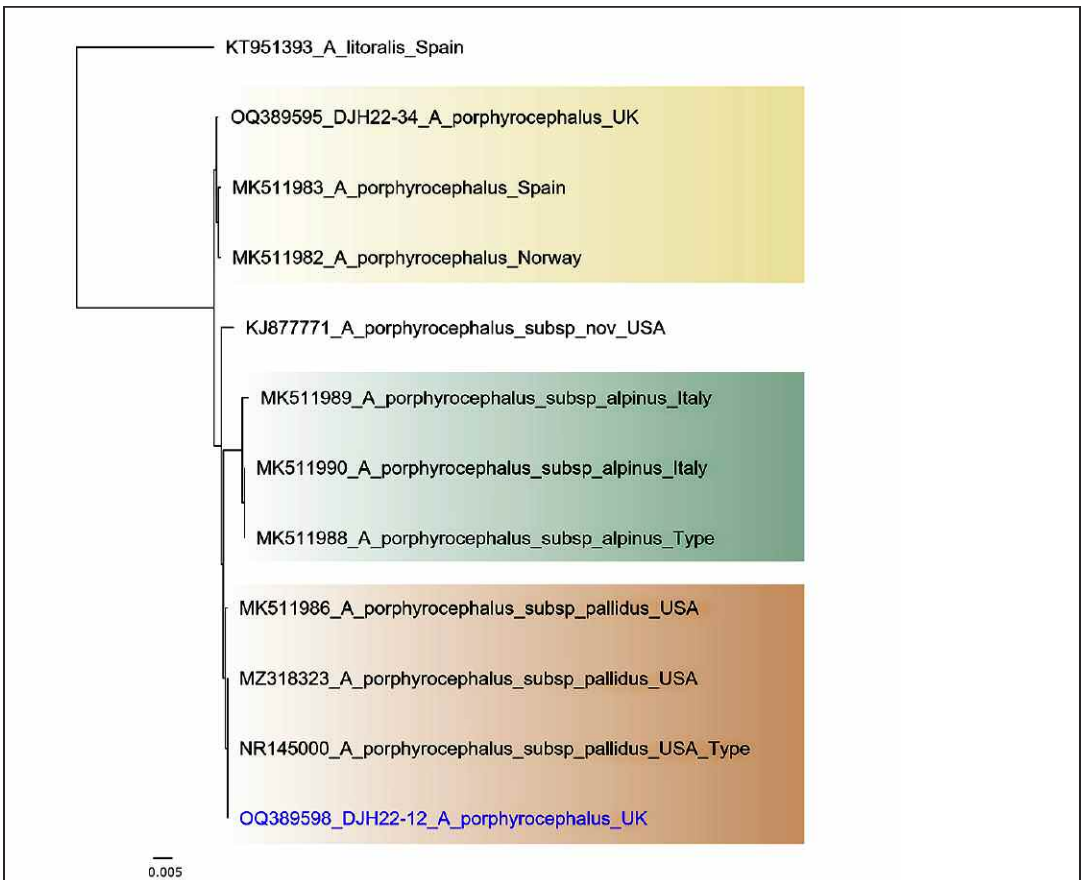 KT951393_A_litoralis_Spain
OQ389595_DJH22-34_A_porphyrocephalus_UK
MK511983_A_porphyrocephalus_Spain
MK511982_A_porphyrocephalus_Norway
KJ877771_A_porphyrocephalus_subsp_nov_USA
MK511989_A_porphyrocephalus_subsp_alpinus_Italy
MK511990_A_porphyrocephalus_subsp_alpinus_Italy
MK511988_A_porphyrocephalus_subsp_alpinus_Type
MK511986_A_porphyrocephalus_subsp_pallidus_USA
MZ318323_A_porphyrocephalus_subsp_pallidus_USA
NR145000_A_porphyrocephalus_subsp_pallidus_USA_Type
OQ389598_DJH22-12_A_porphyrocephalus_UK
0.005